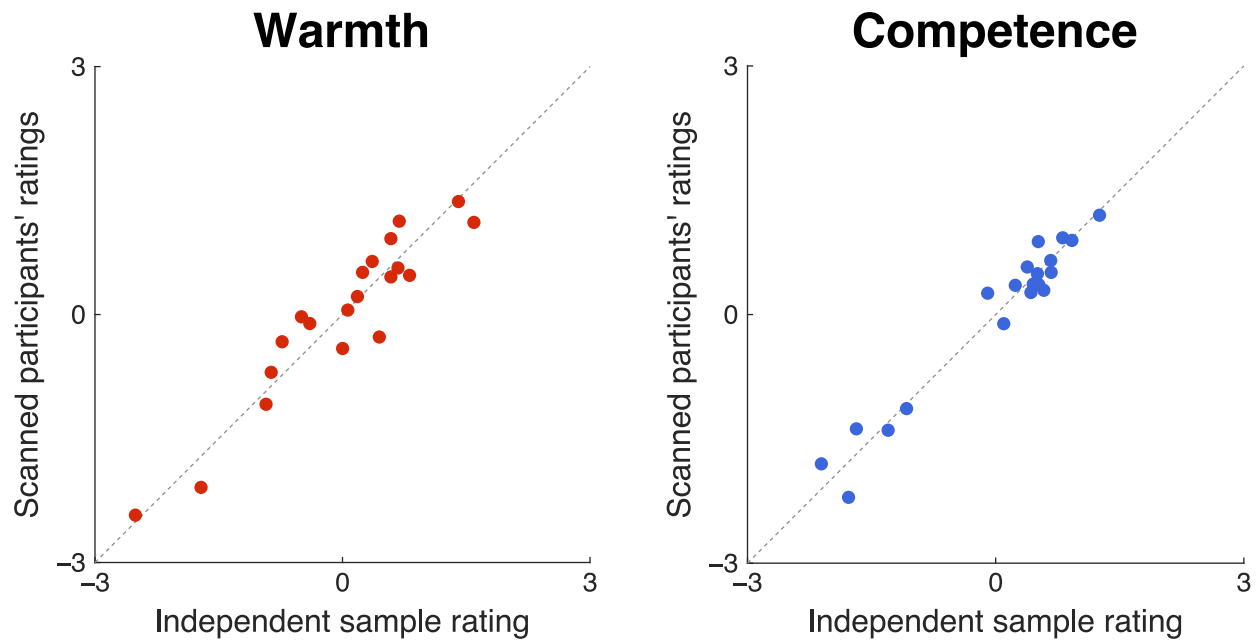 Warmth
3
0
−3
−3
0
3
Scanned participants' ratings
Independent sample rating
Competence
3
0
−3
−3
0
3
Scanned participants' ratings
Independent sample rating